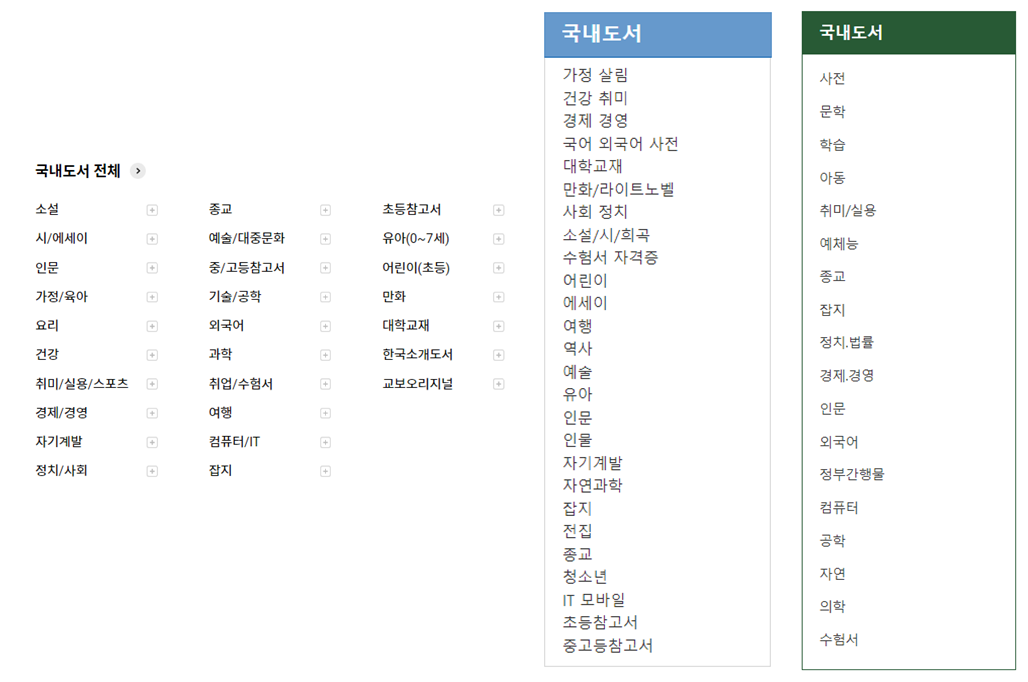 국내도서 전체
소설
시/에세이
인문
가정/육아
요리
건강
취미/실용/스포츠
경제/경영
자기계발
정치/사회
종교
예술/대중문화
중/고등참고서
기술/공학
외국어
과학
취업/수험서
여행
컴퓨터/IT
잡지
초등참고서
유아(0~7세)
어린이(초등)
만화
대학교재
한국소개도서
교보오리지널
국내도서
가정 살림
건강 취미
경제 경영
국어 외국어 사전
대학교재
만화/라이트노벨
사회 정치
소설/시/희곡
수험서 자격증
어린이
에세이
여행
역사
예술
유아
인문
인물
자기계발
자연과학
잡지
전집
종교
청소년
IT 모바일
초등참고서
중고등참고서
국내도서
사전
문학
학습
아동
취미/실용
예체능
종교
잡지
정치.법률
경제.경영
인문
외국어
정부간행물
컴퓨터
공학
자연
의학
수험서